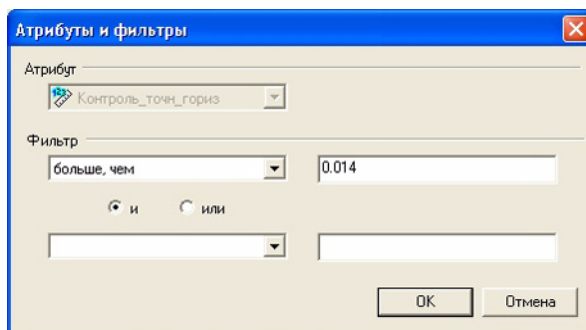 Атрибуты и фильтры
Атрибут
Контроль_точн_гориз
Фильтр
больше, чем 0.014
и или
OK Отмена